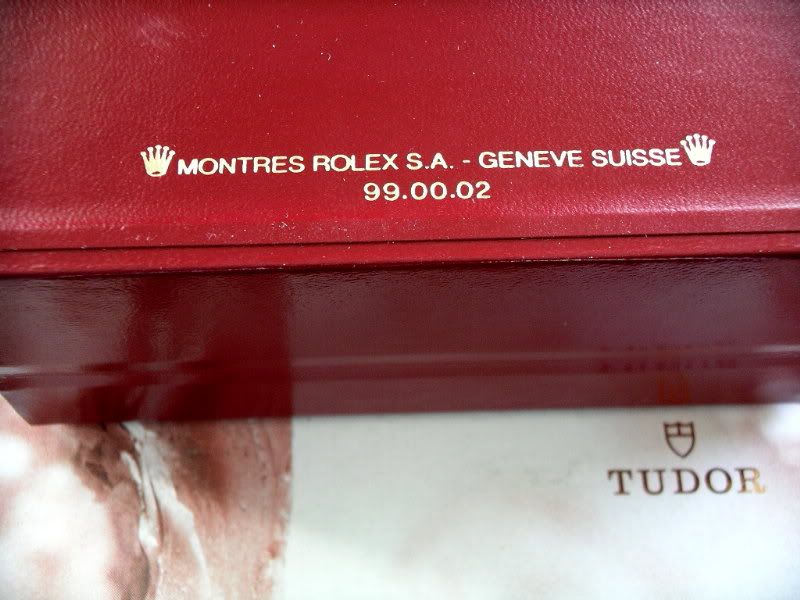 MONTRES ROLEX S.A. - GENEVE SUISSE
99.00.02
TUDOR